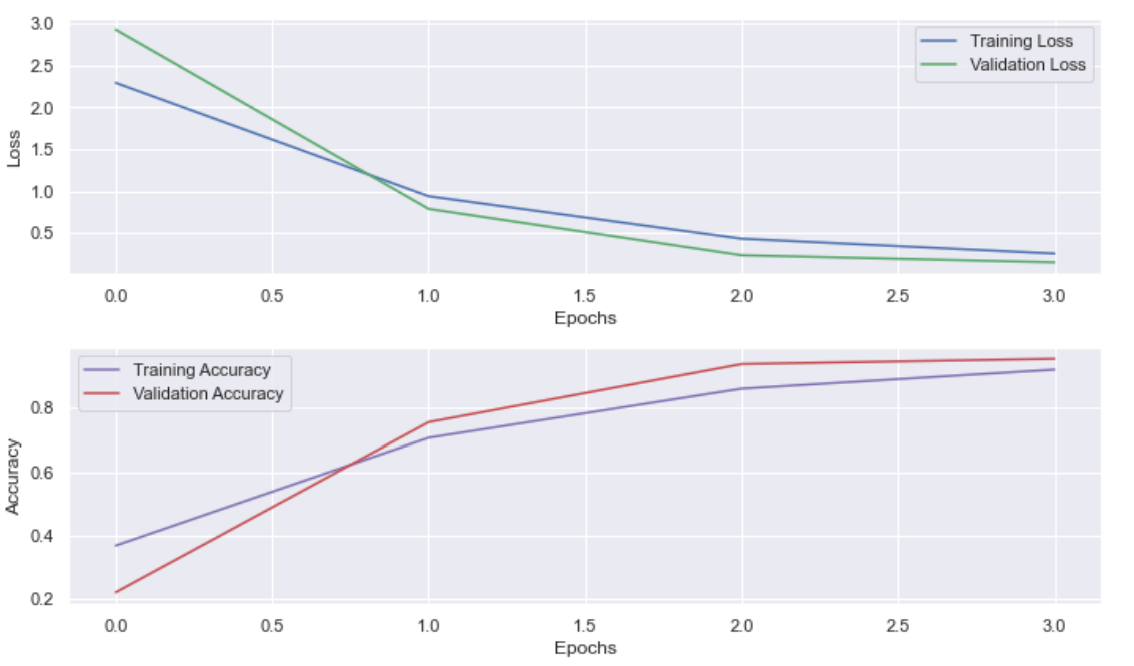 3.0
2.5
2.0
1.5
1.0
0.5
Loss
Training Loss
Validation Loss
0.0 0.5 1.0 1.5 2.0 2.5 3.0
Epochs
Training Accuracy
Validation Accuracy
0.8
0.6
0.4
0.2
Accuracy
0.0 0.5 1.0 1.5 2.0 2.5 3.0
Epochs